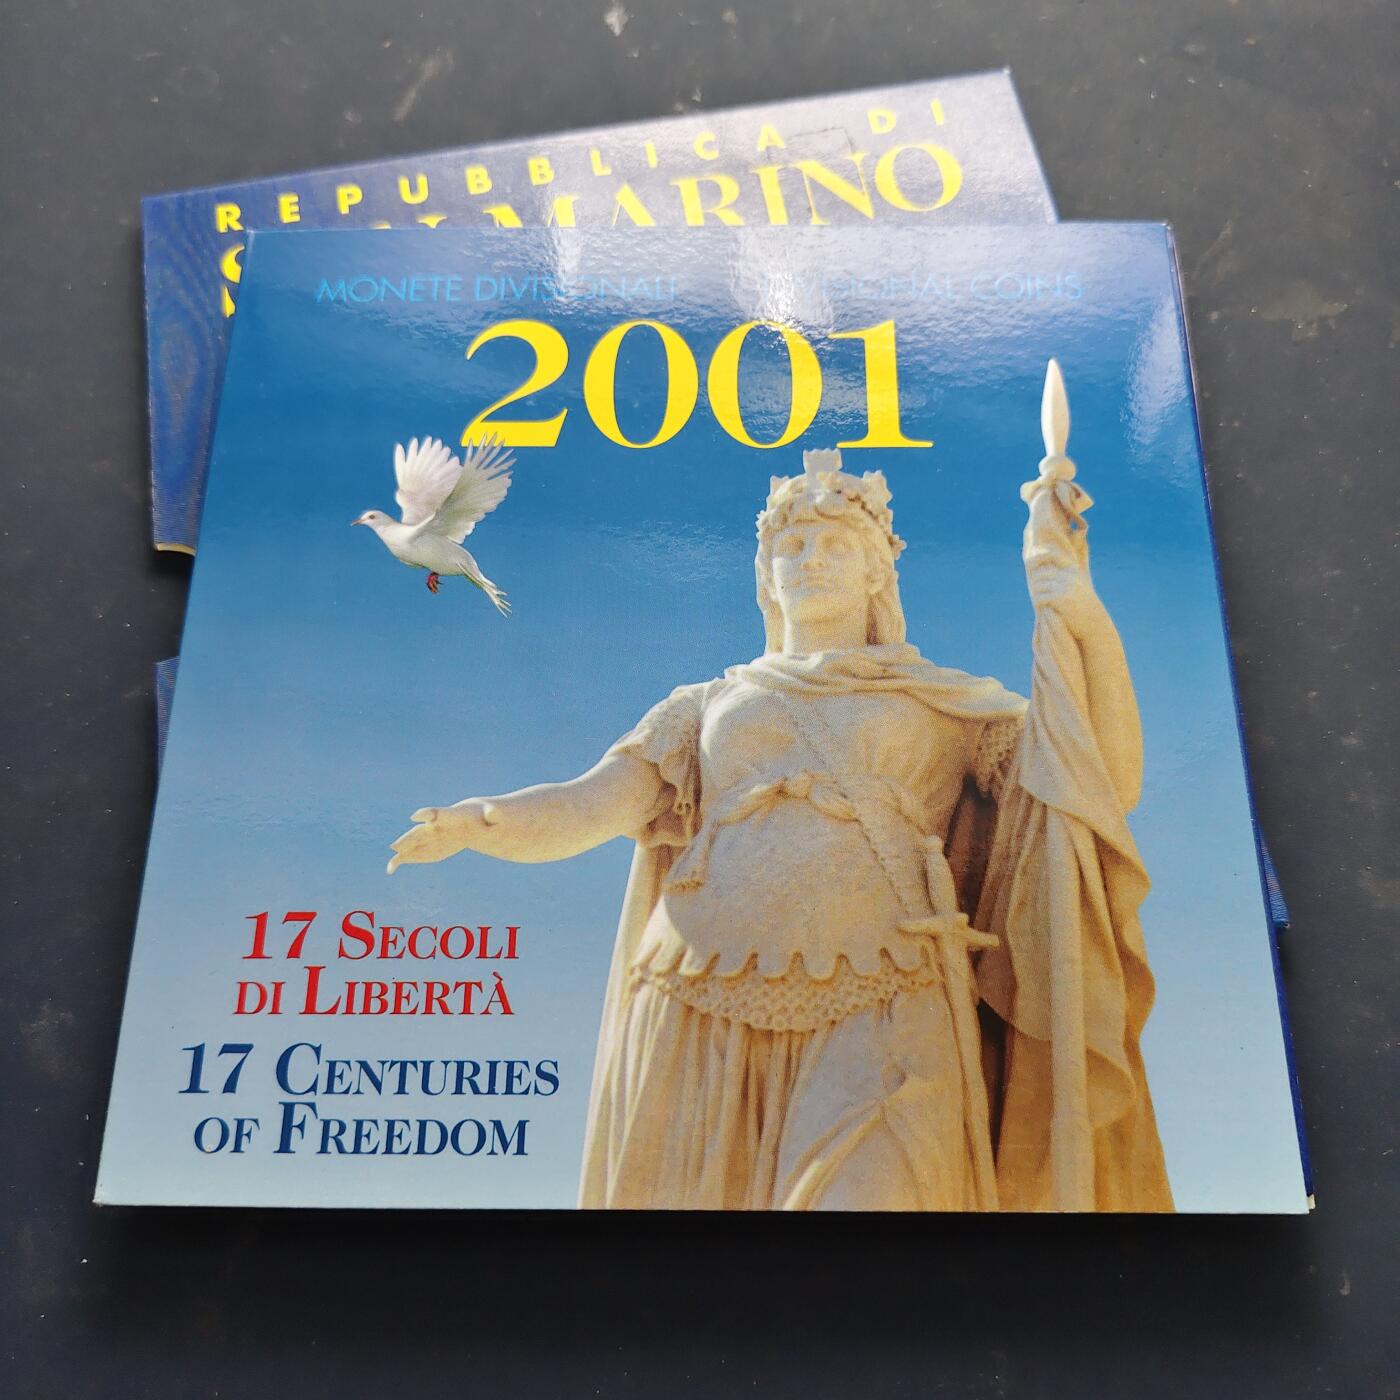 REPUBBLICA DI
MARINO
MONETE DIVISIONALI DIVISIONAL COINS
2001
17 SECOLI
DI LIBERTÀ
17 CENTURIES
OF FREEDOM